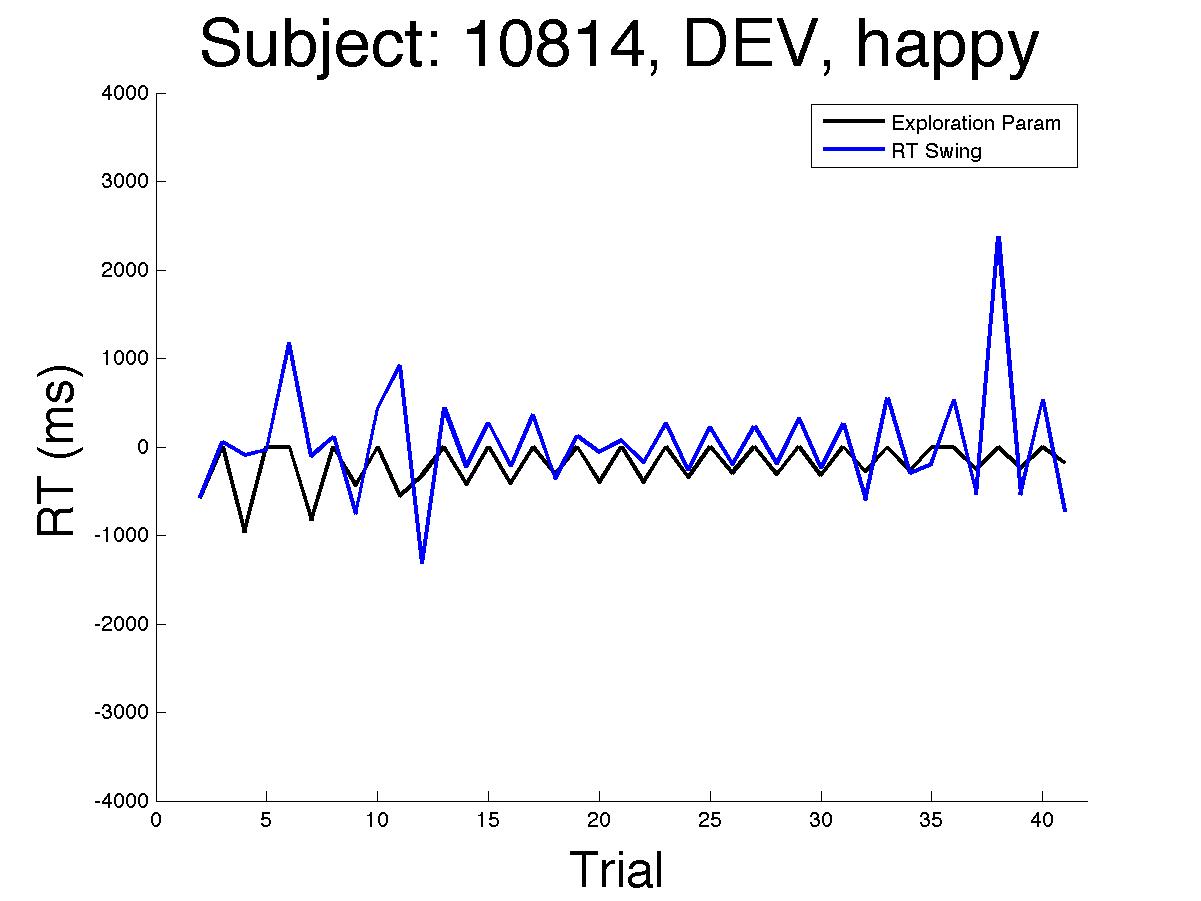 Subject: 10814, DEV, happy
4000
3000
2000
1000
0
-1000
-2000
-3000
-4000
RT (ms)
Exploration Param
RT Swing
0 5 10 15 20 25 30 35 40
Trial